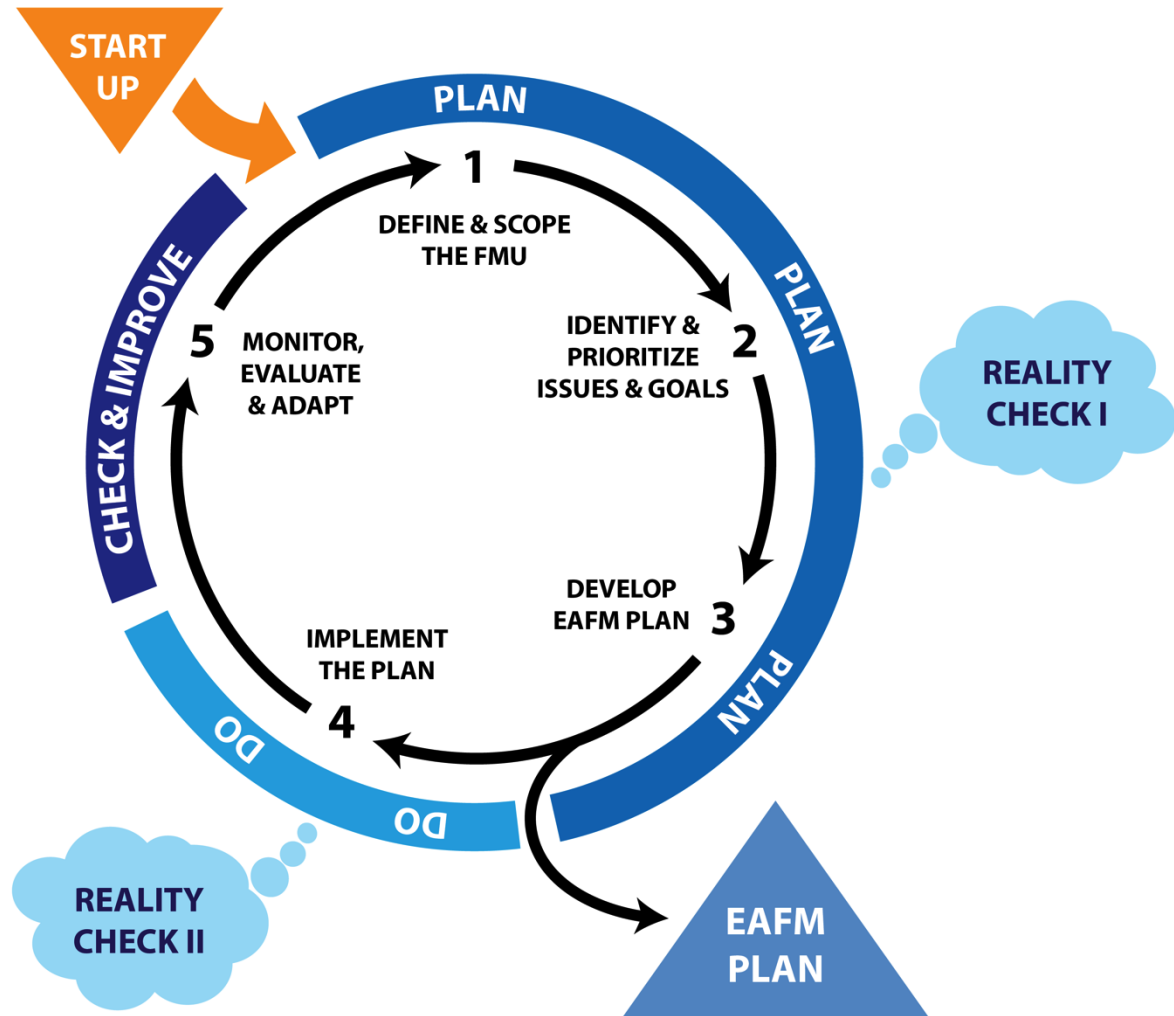 START
UP
PLAN
1
DEFINE & SCOPE
THE FMU
PLAN
2
IDENTIFY &
PRIORITIZE
ISSUES & GOALS
REALITY
CHECK I
3
DEVELOP
EAFM PLAN
PLAN
EAFM
PLAN
4
IMPLEMENT
THE PLAN
DO
DO
REALITY
CHECK II
5
MONITOR,
EVALUATE
& ADAPT
CHECK & IMPROVE